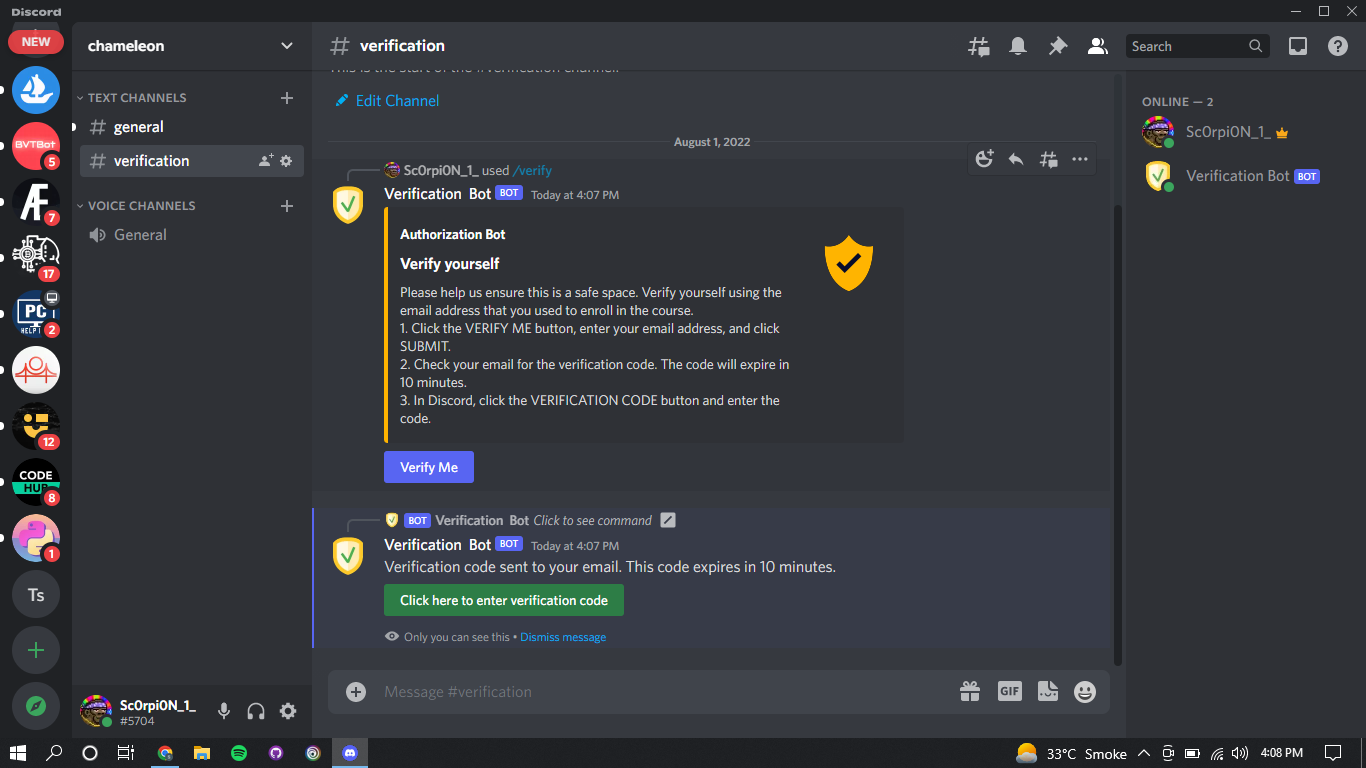 Discord
NEW
BVTBot
5
AF
7
17
PC
HELP
2
12
CODE
HUB
8
1
Ts
chameleon
TEXT CHANNELS
general
verification
VOICE CHANNELS
General
Sc0rpi0N_1_
#5704
verification
Search
Edit Channel
August 1, 2022
Sc0rpi0N_1_ used /verify
Verification Bot BOT Today at 4:07 PM
Authorization Bot
Verify yourself
Please help us ensure this is a safe space. Verify yourself using the
email address that you used to enroll in the course.
1. Click the VERIFY ME button, enter your email address, and click
SUBMIT.
2. Check your email for the verification code. The code will expire in
10 minutes.
3. In Discord, click the VERIFICATION CODE button and enter the
code.
Verify Me
BOT Verification Bot Click to see command
Verification Bot BOT Today at 4:07 PM
Verification code sent to your email. This code expires in 10 minutes.
Click here to enter verification code
Only you can see this • Dismiss message
Message #verification
GIF
ONLINE — 2
Sc0rpi0N_1_
Verification Bot BOT
33°C Smoke
4:08 PM